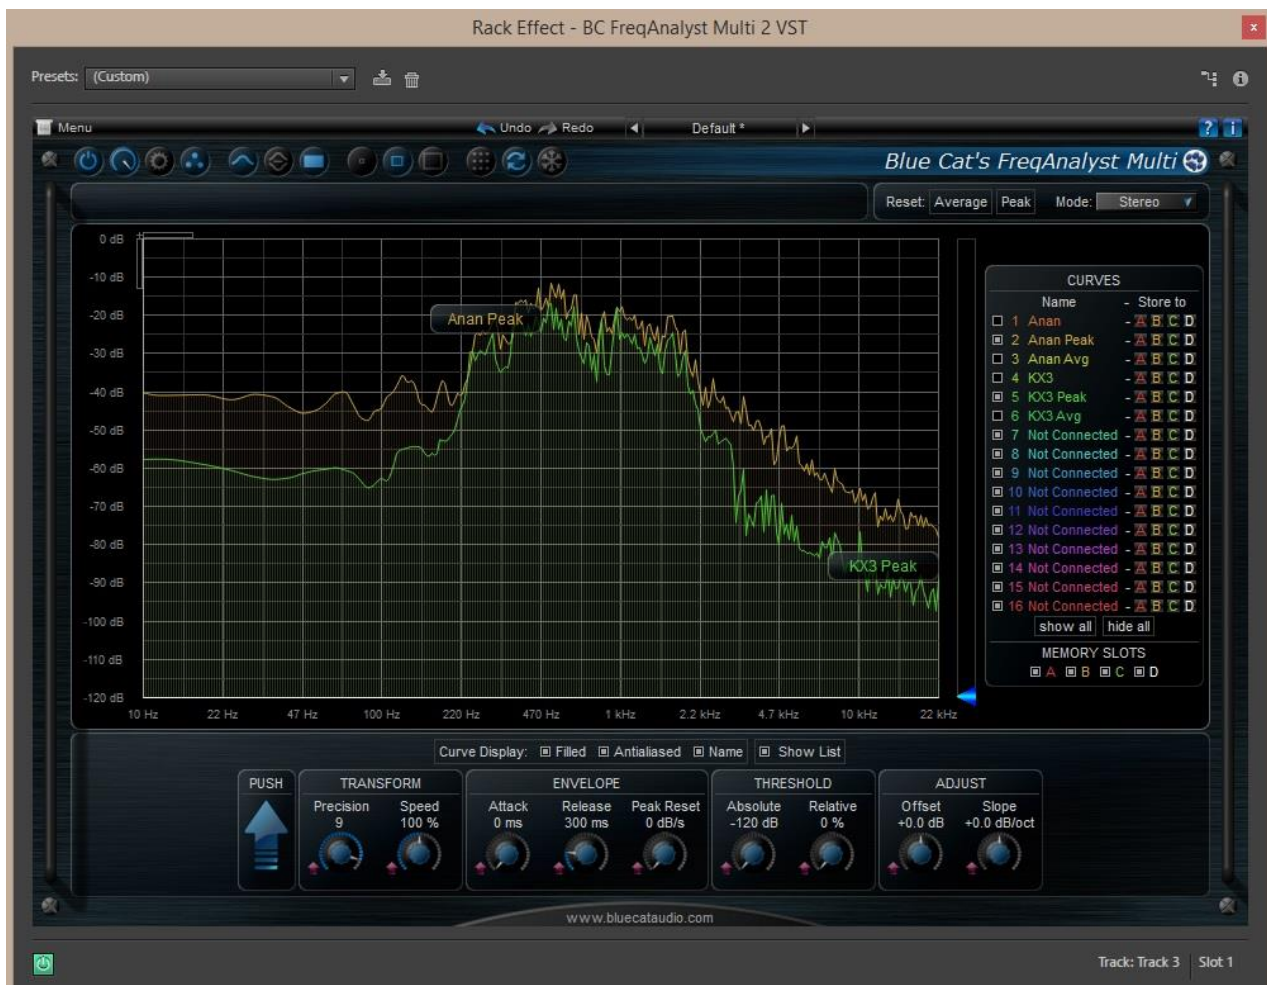 Rack Effect - BC FreqAnalyst Multi 2 VST
x
Presets: (Custom)
Menu Undo Redo Default * ? i
Blue Cat's FreqAnalyst Multi
Reset: Average Peak Mode: Stereo
0 dB
-10 dB
-20 dB
-30 dB
-40 dB
-50 dB
-60 dB
-70 dB
-80 dB
-90 dB
-100 dB
-110 dB
-120 dB
10 Hz 22 Hz 47 Hz 100 Hz 220 Hz 470 Hz 1 kHz 2.2 kHz 4.7 kHz 10 kHz 22 kHz
Anan Peak
KX3 Peak
CURVES
Name - Store to
1 Anan - A B C D
2 Anan Peak - A B C D
3 Anan Avg - A B C D
4 KX3 - A B C D
5 KX3 Peak - A B C D
6 KX3 Avg - A B C D
7 Not Connected - A B C D
8 Not Connected - A B C D
9 Not Connected - A B C D
10 Not Connected - A B C D
11 Not Connected - A B C D
12 Not Connected - A B C D
13 Not Connected - A B C D
14 Not Connected - A B C D
15 Not Connected - A B C D
16 Not Connected - A B C D
show all hide all
MEMORY SLOTS
A B C D
Curve Display: Filled Antialiased Name Show List
PUSH TRANSFORM ENVELOPE THRESHOLD ADJUST
Precision Speed Attack Release Peak Reset Absolute Relative Offset Slope
9 100 % 0 ms 300 ms 0 dB/s -120 dB 0 % +0.0 dB +0.0 dB/oct
www.bluecataudio.com
Track: Track 3 Slot 1